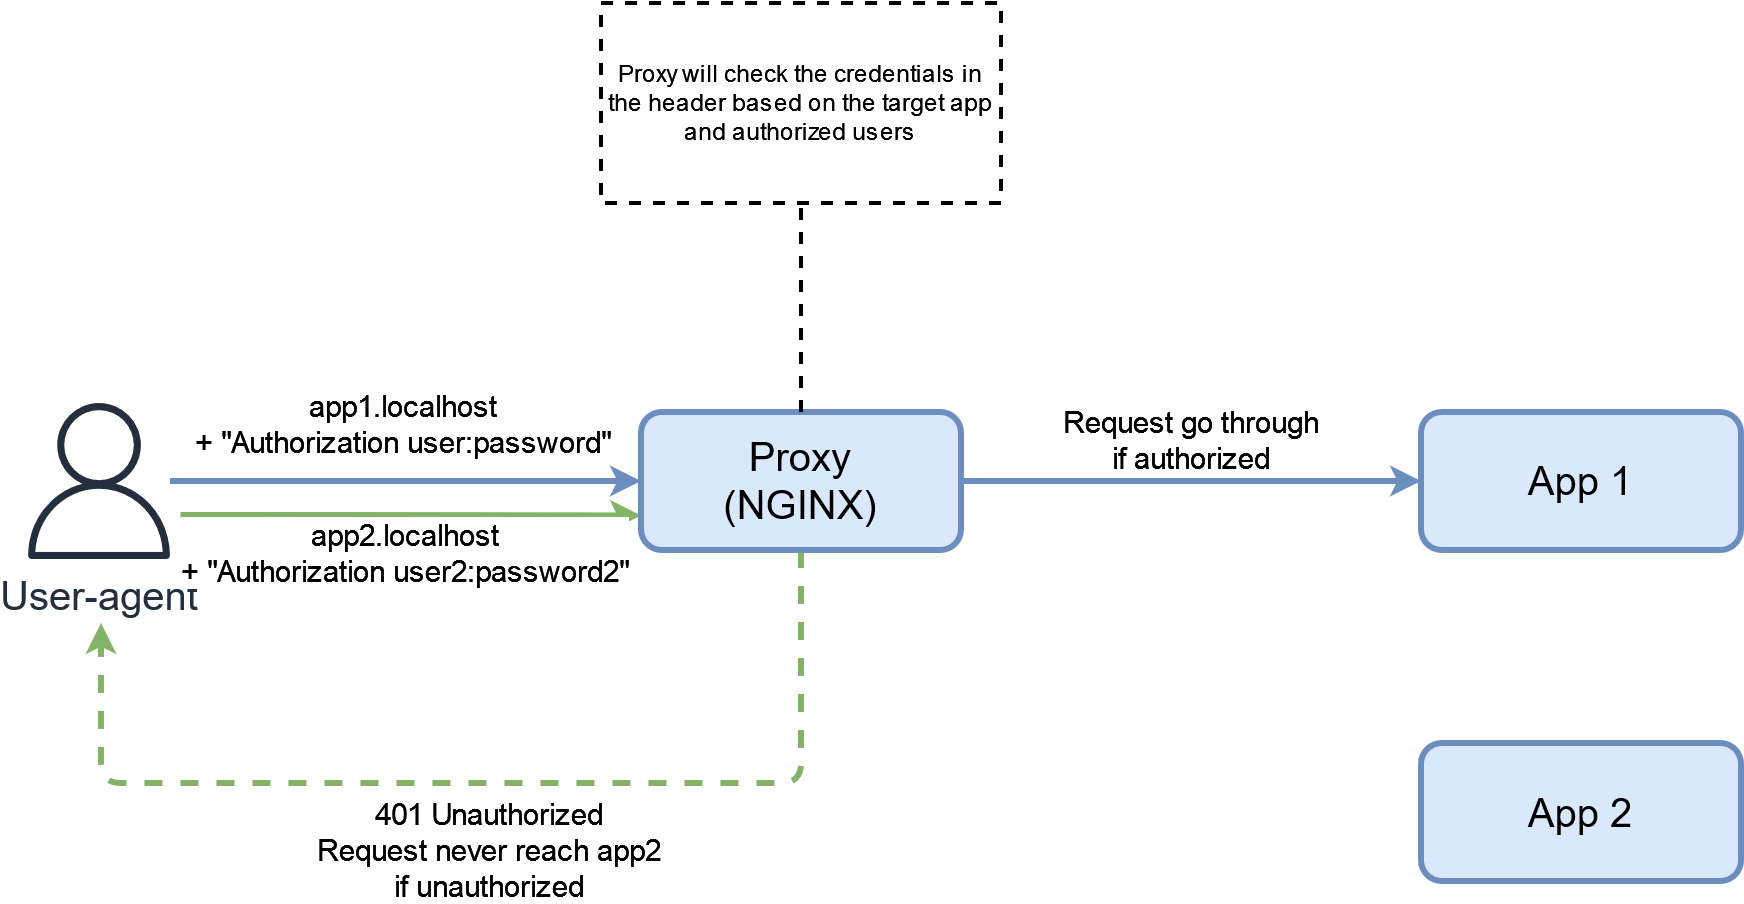 Proxy will check the credentials in
the header based on the target app
and authorized users
app1.localhost
+ "Authorization user:password"
Proxy
(NGINX)
Request go through
if authorized
App 1
app2.localhost
+ "Authorization user2:password2"
User-agent
401 Unauthorized
Request never reach app2
if unauthorized
App 2